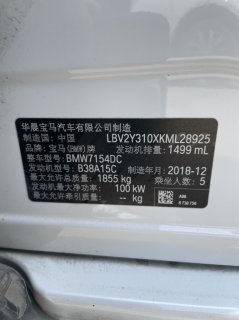 华晨宝马汽车有限公司制造
制造国：中国 LBV2Y310XKML28925
品牌：宝马(BMW)牌 发动机排量：1499 mL
整车型号：BMW7154DC
发动机型号：B38A15C 制造年月：2018-12
最大允许总质量：1855 kg 乘坐人数：5
发动机最大净功率：100 kW
最大允许牵引质量：-- kg